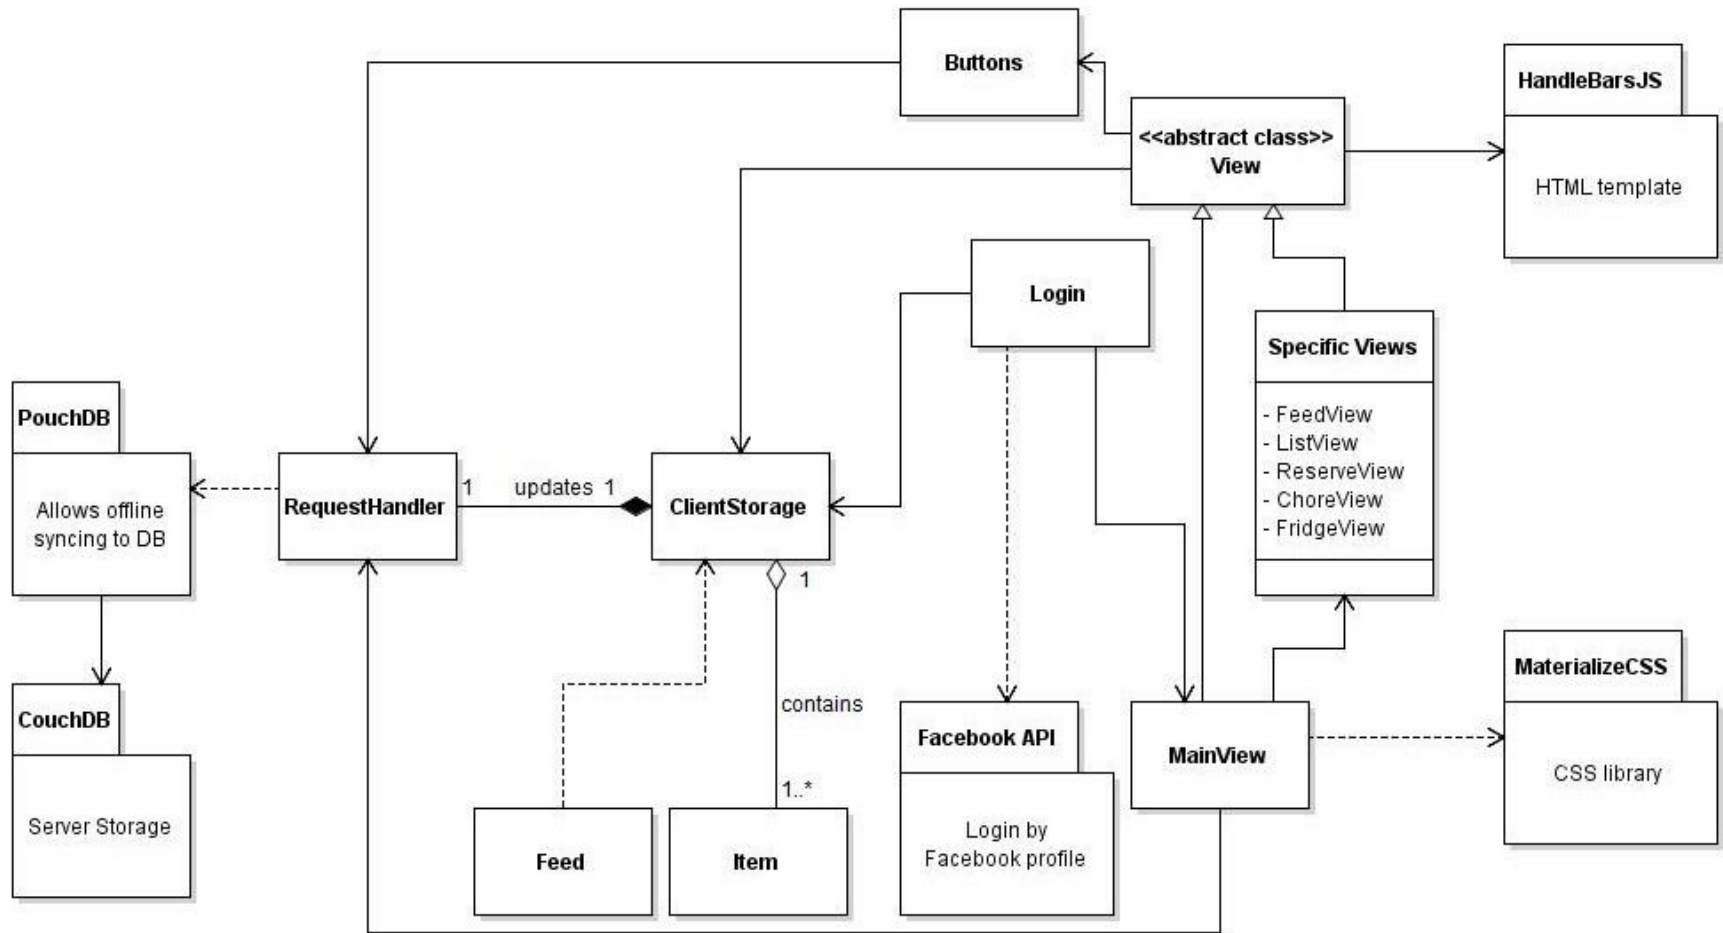 Buttons
HandleBarsJS
<<abstract class>>
View
HTML template
Login
Specific Views
- FeedView
- ListView
- ReserveView
- ChoreView
- FridgeView
PouchDB
Allows offline
syncing to DB
RequestHandler
1
updates
1
ClientStorage
1
contains
1..*
CouchDB
Server Storage
Feed
Item
Facebook API
Login by
Facebook profile
MainView
MaterializeCSS
CSS library